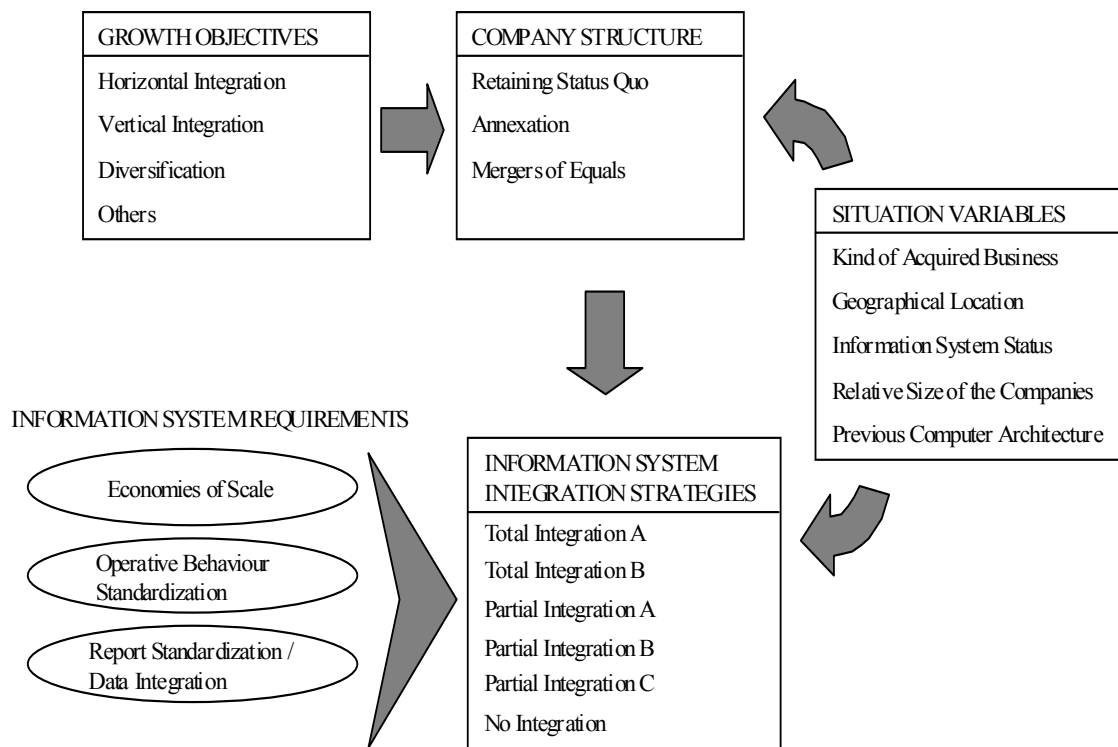 GROWTH OBJECTIVES
Horizontal Integration
Vertical Integration
Diversification
Others
COMPANY STRUCTURE
Retaining Status Quo
Annexation
Mergers of Equals
SITUATION VARIABLES
Kind of Acquired Business
Geographical Location
Information System Status
Relative Size of the Companies
Previous Computer Architecture
INFORMATION SYSTEM REQUIREMENTS
Economies of Scale
Operative Behaviour
Standardization
Report Standardization /
Data Integration
INFORMATION SYSTEM
INTEGRATION STRATEGIES
Total Integration A
Total Integration B
Partial Integration A
Partial Integration B
Partial Integration C
No Integration